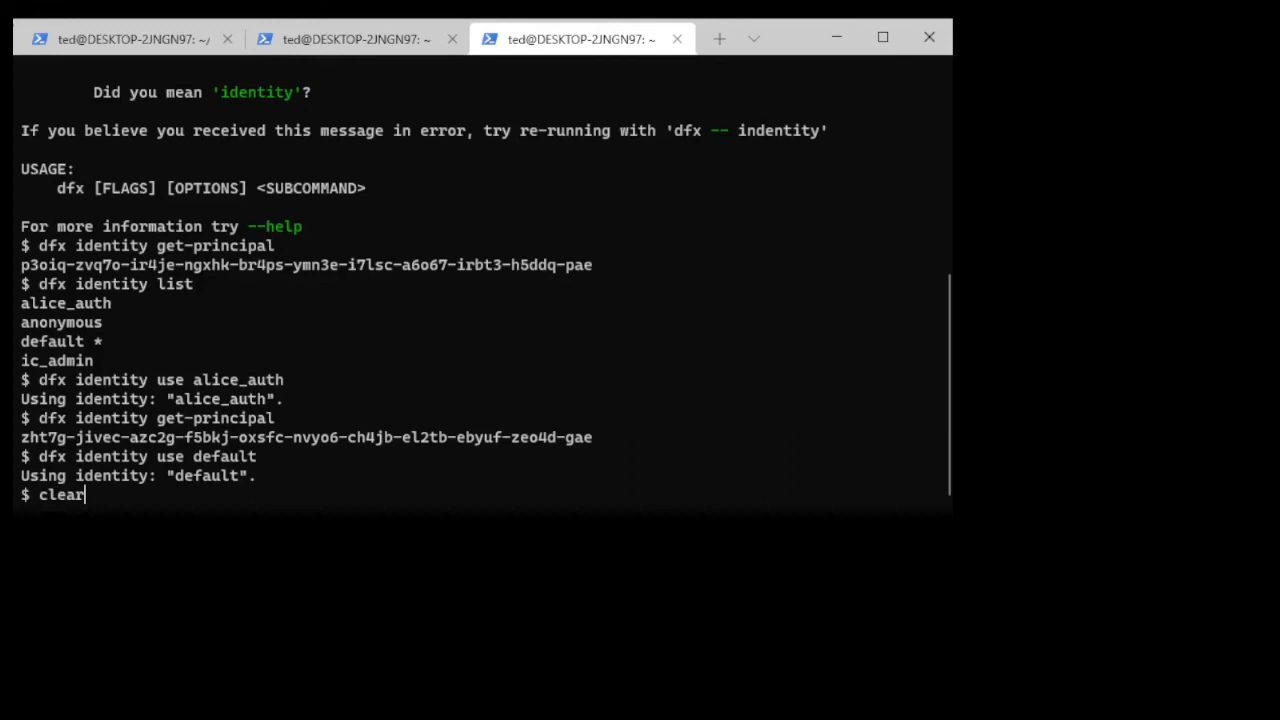 ted@DESKTOP-2JNGN97: ~/ ted@DESKTOP-2JNGN97: ~ ted@DESKTOP-2JNGN97: ~
Did you mean 'identity'?
If you believe you received this message in error, try re-running with 'dfx -- indentity'
USAGE:
dfx [FLAGS] [OPTIONS] <SUBCOMMAND>
For more information try --help
$ dfx identity get-principal
p3oiq-zvq7o-ir4je-ngxhk-br4ps-ymn3e-i7lsc-a6o67-irbt3-h5ddq-pae
$ dfx identity list
alice_auth
anonymous
default *
ic_admin
$ dfx identity use alice_auth
Using identity: "alice_auth".
$ dfx identity get-principal
zht7g-jivec-azc2g-f5bkj-oxsfc-nvyo6-ch4jb-el2tb-ebyuf-zeo4d-gae
$ dfx identity use default
Using identity: "default".
$ clear